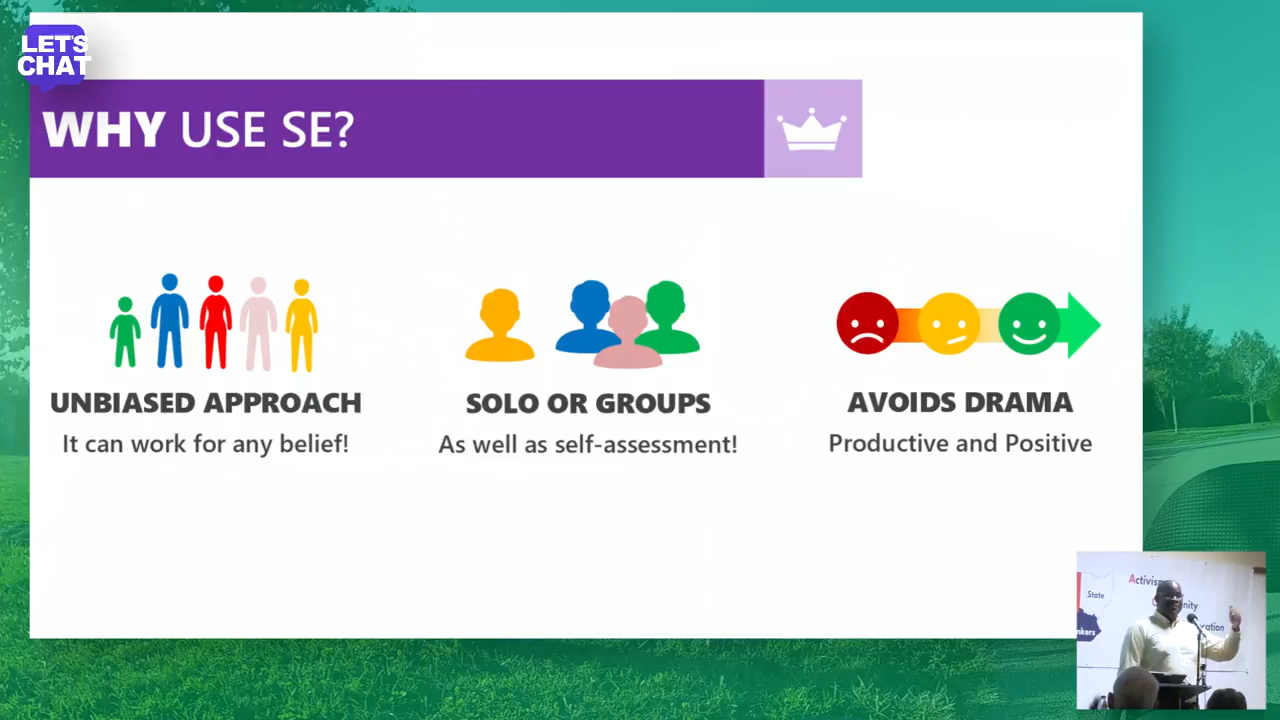 LET'S
CHAT
WHY USE SE?
UNBIASED APPROACH
It can work for any belief!
SOLO OR GROUPS
As well as self-assessment!
AVOIDS DRAMA
Productive and Positive
State